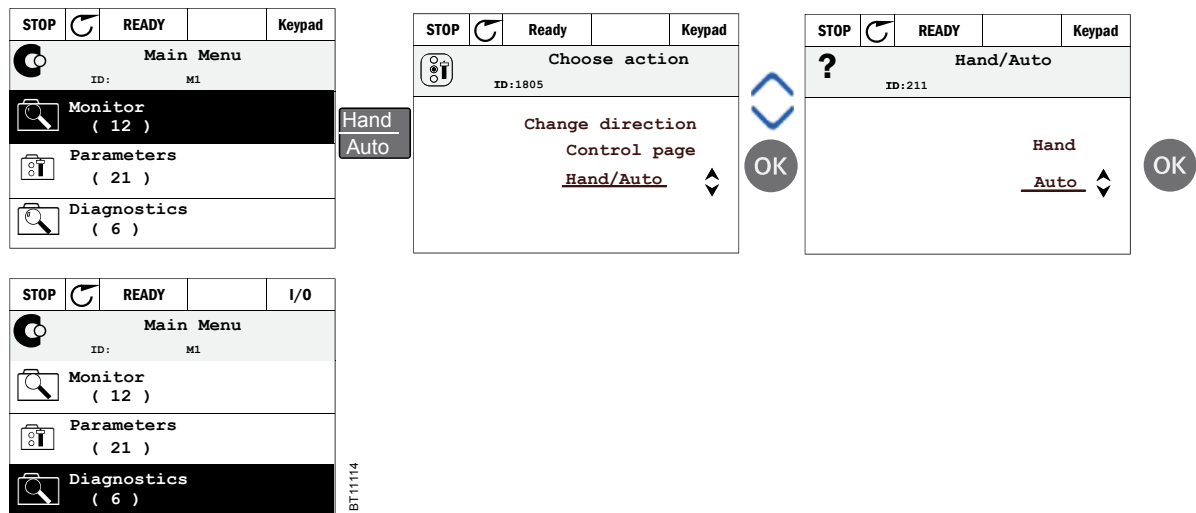 STOP READY Keypad
Main Menu
ID: M1
Monitor
( 12 )
Parameters
( 21 )
Diagnostics
( 6 )
Hand
Auto
STOP Ready Keypad
Choose action
ID:1805
Change direction
Control page
Hand/Auto
OK
STOP READY Keypad
? Hand/Auto
ID:211
Hand
Auto
OK
STOP READY I/O
Main Menu
ID: M1
Monitor
( 12 )
Parameters
( 21 )
Diagnostics
( 6 )
BT11114